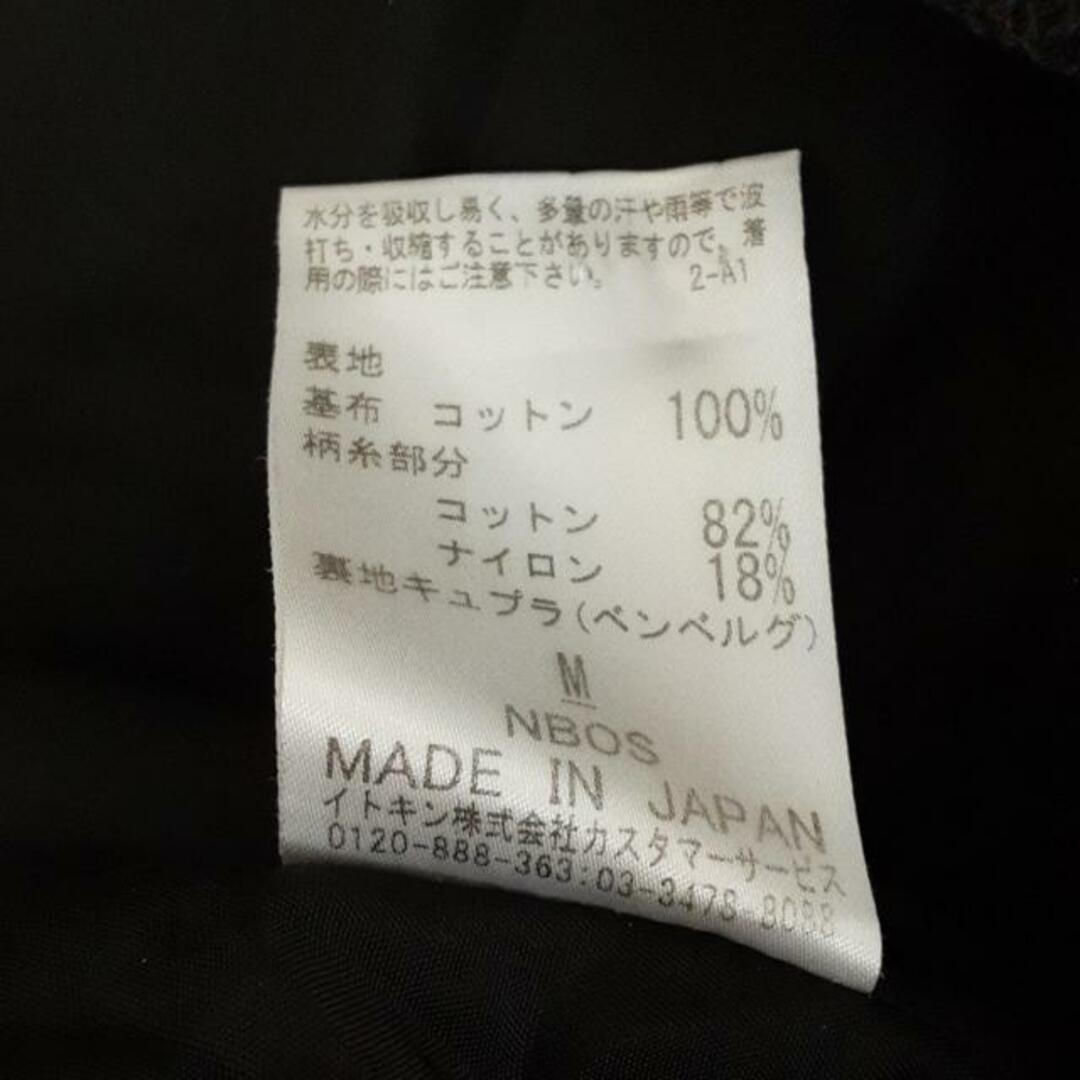 水分を吸収し易く、多量の汗や雨等で波
打ち・収縮することがありますので、着
用の際にはご注意下さい。 2-A1
表地
基布 コットン 100%
柄糸部分
コットン 82%
ナイロン 18%
裏地キュプラ(ベンベルグ)
M
NBOS
MADE IN JAPAN
イトキン株式会社カスタマーサービス
0120-888-363:03-3478-8088